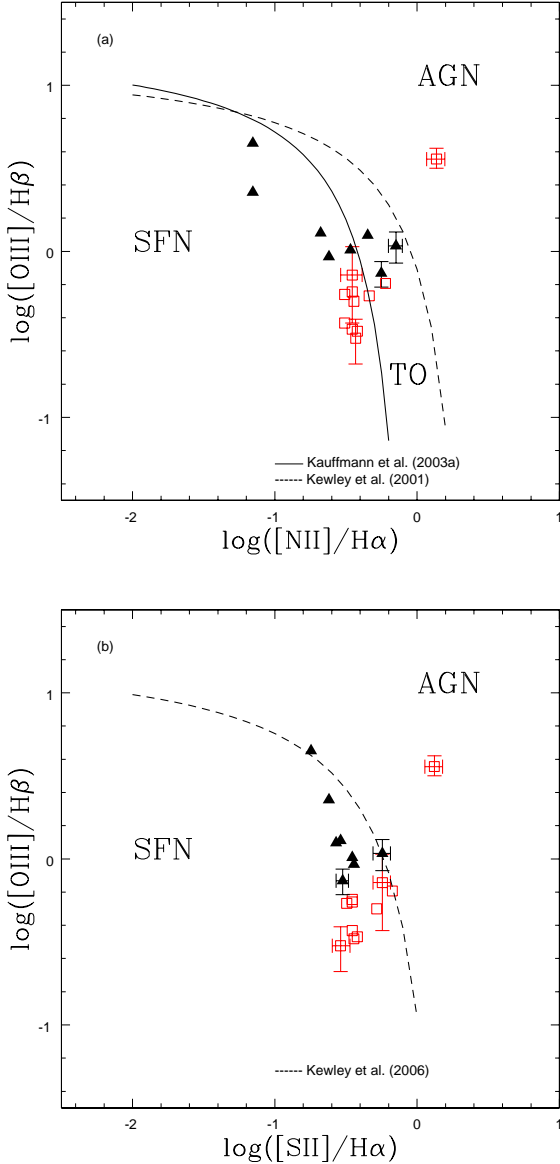 (a)
AGN
SFN
TO
1
0
-1
log([OIII]/Hβ)
Kauffmann et al. (2003a)
Kewley et al. (2001)
-2 -1 0 1
log([NII]/Hα)
(b)
AGN
SFN
1
0
-1
log([OIII]/Hβ)
Kewley et al. (2006)
-2 -1 0 1
log([SII]/Hα)